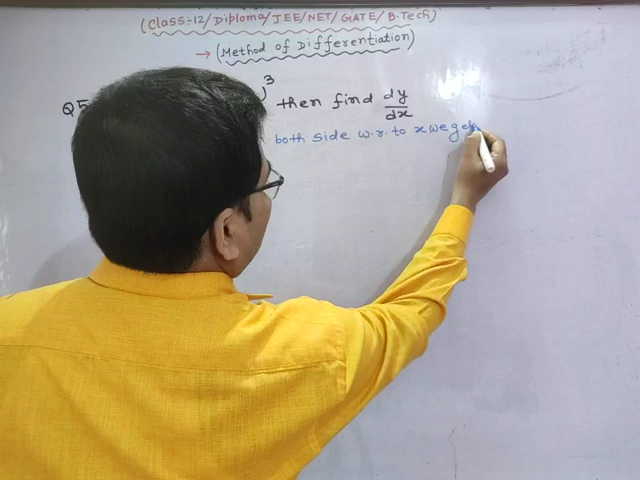 (Class-12/Diploma/JEE/NET/GATE/B.Tech)
→ (Method of Differentiation)
Q5 )³ then find dy/dx
both side w.r.to x we get